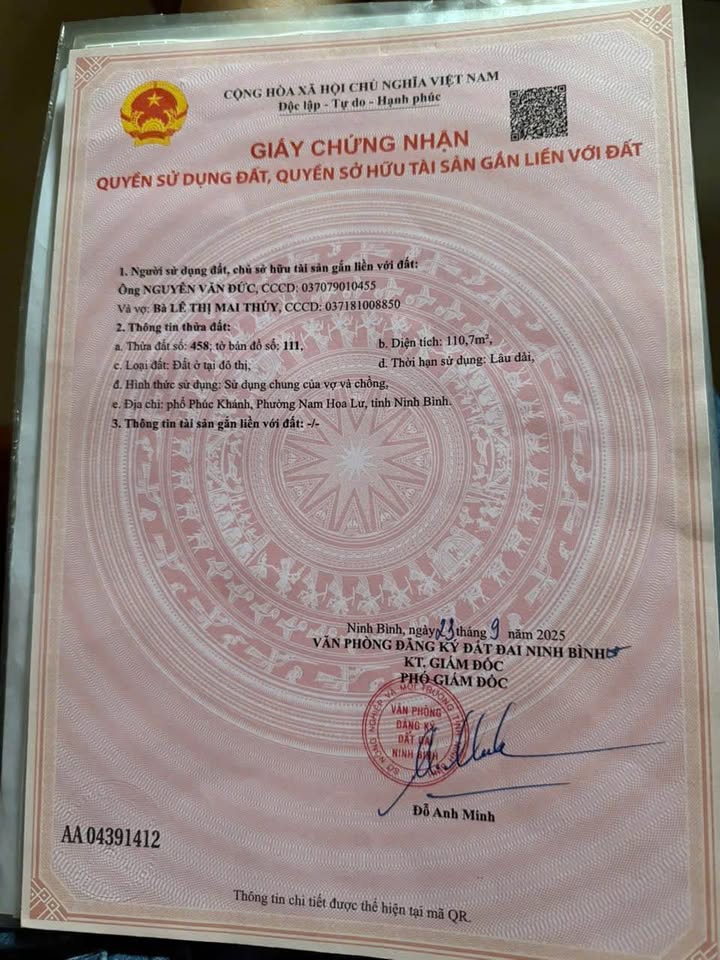 CỘNG HÒA XÃ HỘI CHỦ NGHĨA VIỆT NAM
Độc lập - Tự do - Hạnh phúc
GIẤY CHỨNG NHẬN
QUYỀN SỬ DỤNG ĐẤT, QUYỀN SỞ HỮU TÀI SẢN GẮN LIỀN VỚI ĐẤT
1. Người sử dụng đất, chủ sở hữu tài sản gắn liền với đất:
Ông NGUYỄN VĂN ĐỨC, CCCD: 037079010455
Và vợ: Bà LÊ THỊ MAI THỦY, CCCD: 037181008850
2. Thông tin thửa đất:
a. Thửa đất số: 458; tờ bản đồ số: 111, b. Diện tích: 110,7m²,
c. Loại đất: Đất ở tại đô thị, d. Thời hạn sử dụng: Lâu dài,
đ. Hình thức sử dụng: Sử dụng chung của vợ và chồng,
e. Địa chỉ: phố Phúc Khánh, Phường Nam Hoa Lư, tỉnh Ninh Bình.
3. Thông tin tài sản gắn liền với đất: -/-
Ninh Bình, ngày 23 tháng 9 năm 2025
VĂN PHÒNG ĐĂNG KÝ ĐẤT ĐAI NINH BÌNH
KT. GIÁM ĐỐC
PHÓ GIÁM ĐỐC
VĂN PHÒNG
ĐĂNG KÝ
ĐẤT ĐAI
NINH BÌNH
Đỗ Anh Minh
AA 04391412
Thông tin chi tiết được thể hiện tại mã QR.